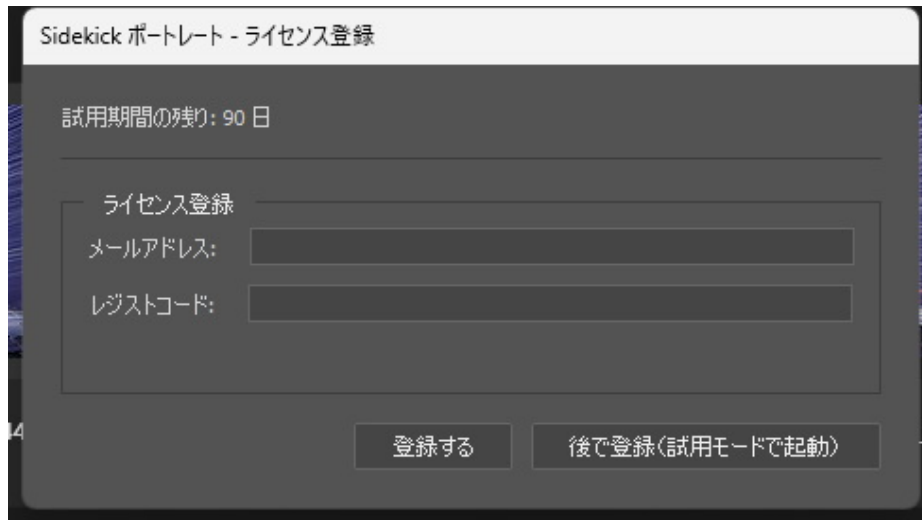 Sidekick ポートレート - ライセンス登録
試用期間の残り: 90 日
ライセンス登録
メールアドレス:
レジストコード:
44
登録する
後で登録(試用モードで起動)